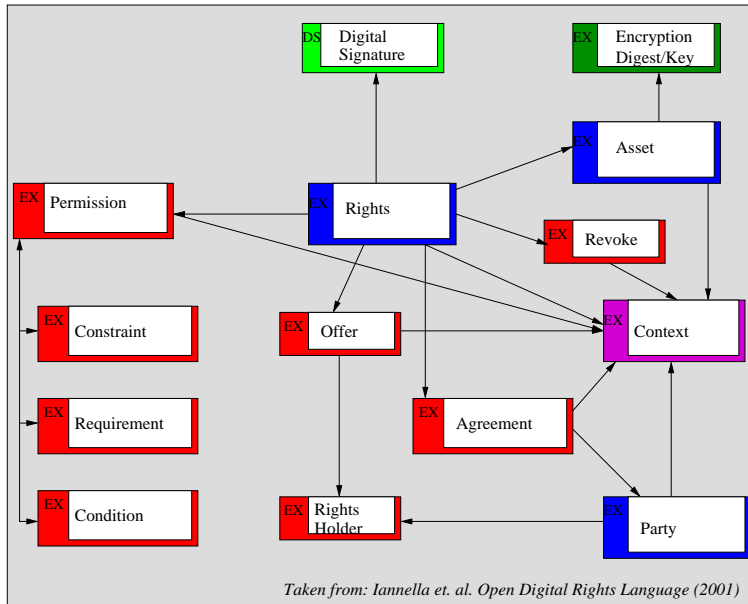 DS Digital
Signature
EX Encryption
Digest/Key
EX Asset
EX Permission
EX Rights
EX Revoke
EX Constraint
EX Offer
EX Context
EX Requirement
EX Agreement
EX Condition
EX Rights
Holder
EX Party
Taken from: Iannella et. al. Open Digital Rights Language (2001)